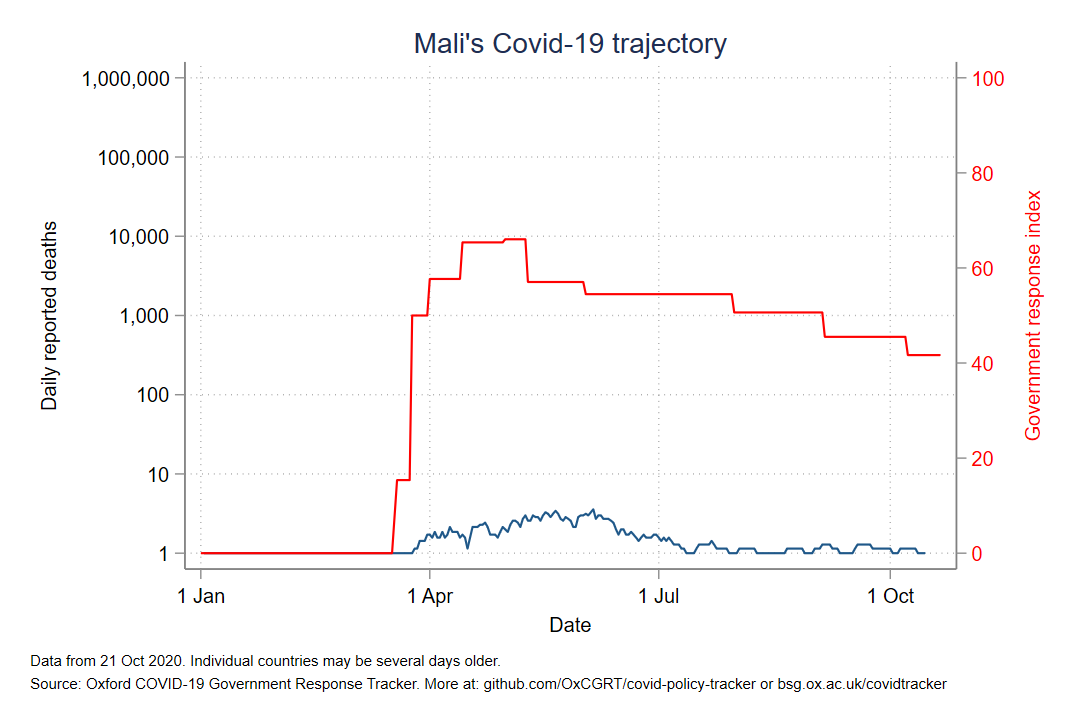 Mali's Covid-19 trajectory
1,000,000
100,000
10,000
1,000
100
10
1
Daily reported deaths
100
80
60
40
20
0
Government response index
1 Jan
1 Apr
1 Jul
1 Oct
Date
Data from 21 Oct 2020. Individual countries may be several days older.
Source: Oxford COVID-19 Government Response Tracker. More at: github.com/OxCGRT/covid-policy-tracker or bsg.ox.ac.uk/covidtracker